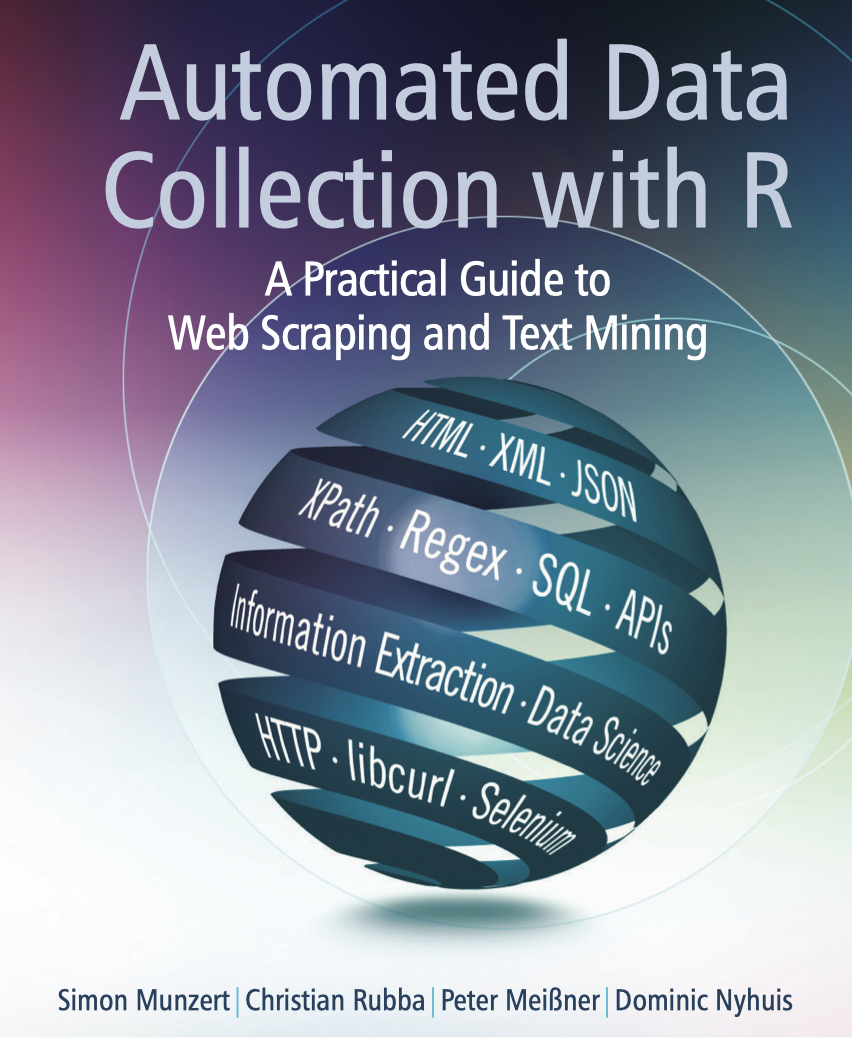 Automated Data
Collection with R
A Practical Guide to
Web Scraping and Text Mining
HTML · XML · JSON
XPath · Regex · SQL · APIs
Information Extraction · Data Science
HTTP · libcurl · Selenium
Simon Munzert | Christian Rubba | Peter Meißner | Dominic Nyhuis